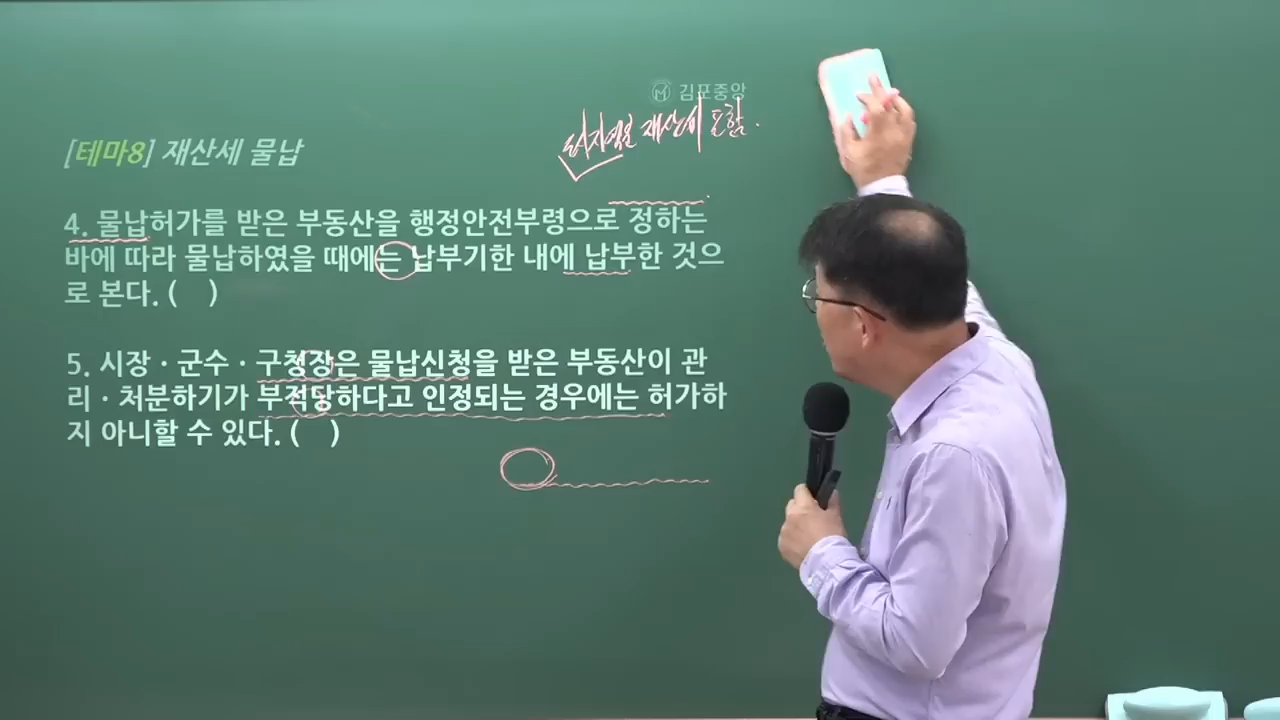 김포중앙
재산이 포함.
[테마8] 재산세 물납
4. 물납허가를 받은 부동산을 행정안전부령으로 정하는
바에 따라 물납하였을 때에는 납부기한 내에 납부한 것으
로 본다. ( )
5. 시장·군수·구청장은 물납신청을 받은 부동산이 관
리·처분하기가 부적당하다고 인정되는 경우에는 허가하
지 아니할 수 있다. ( )